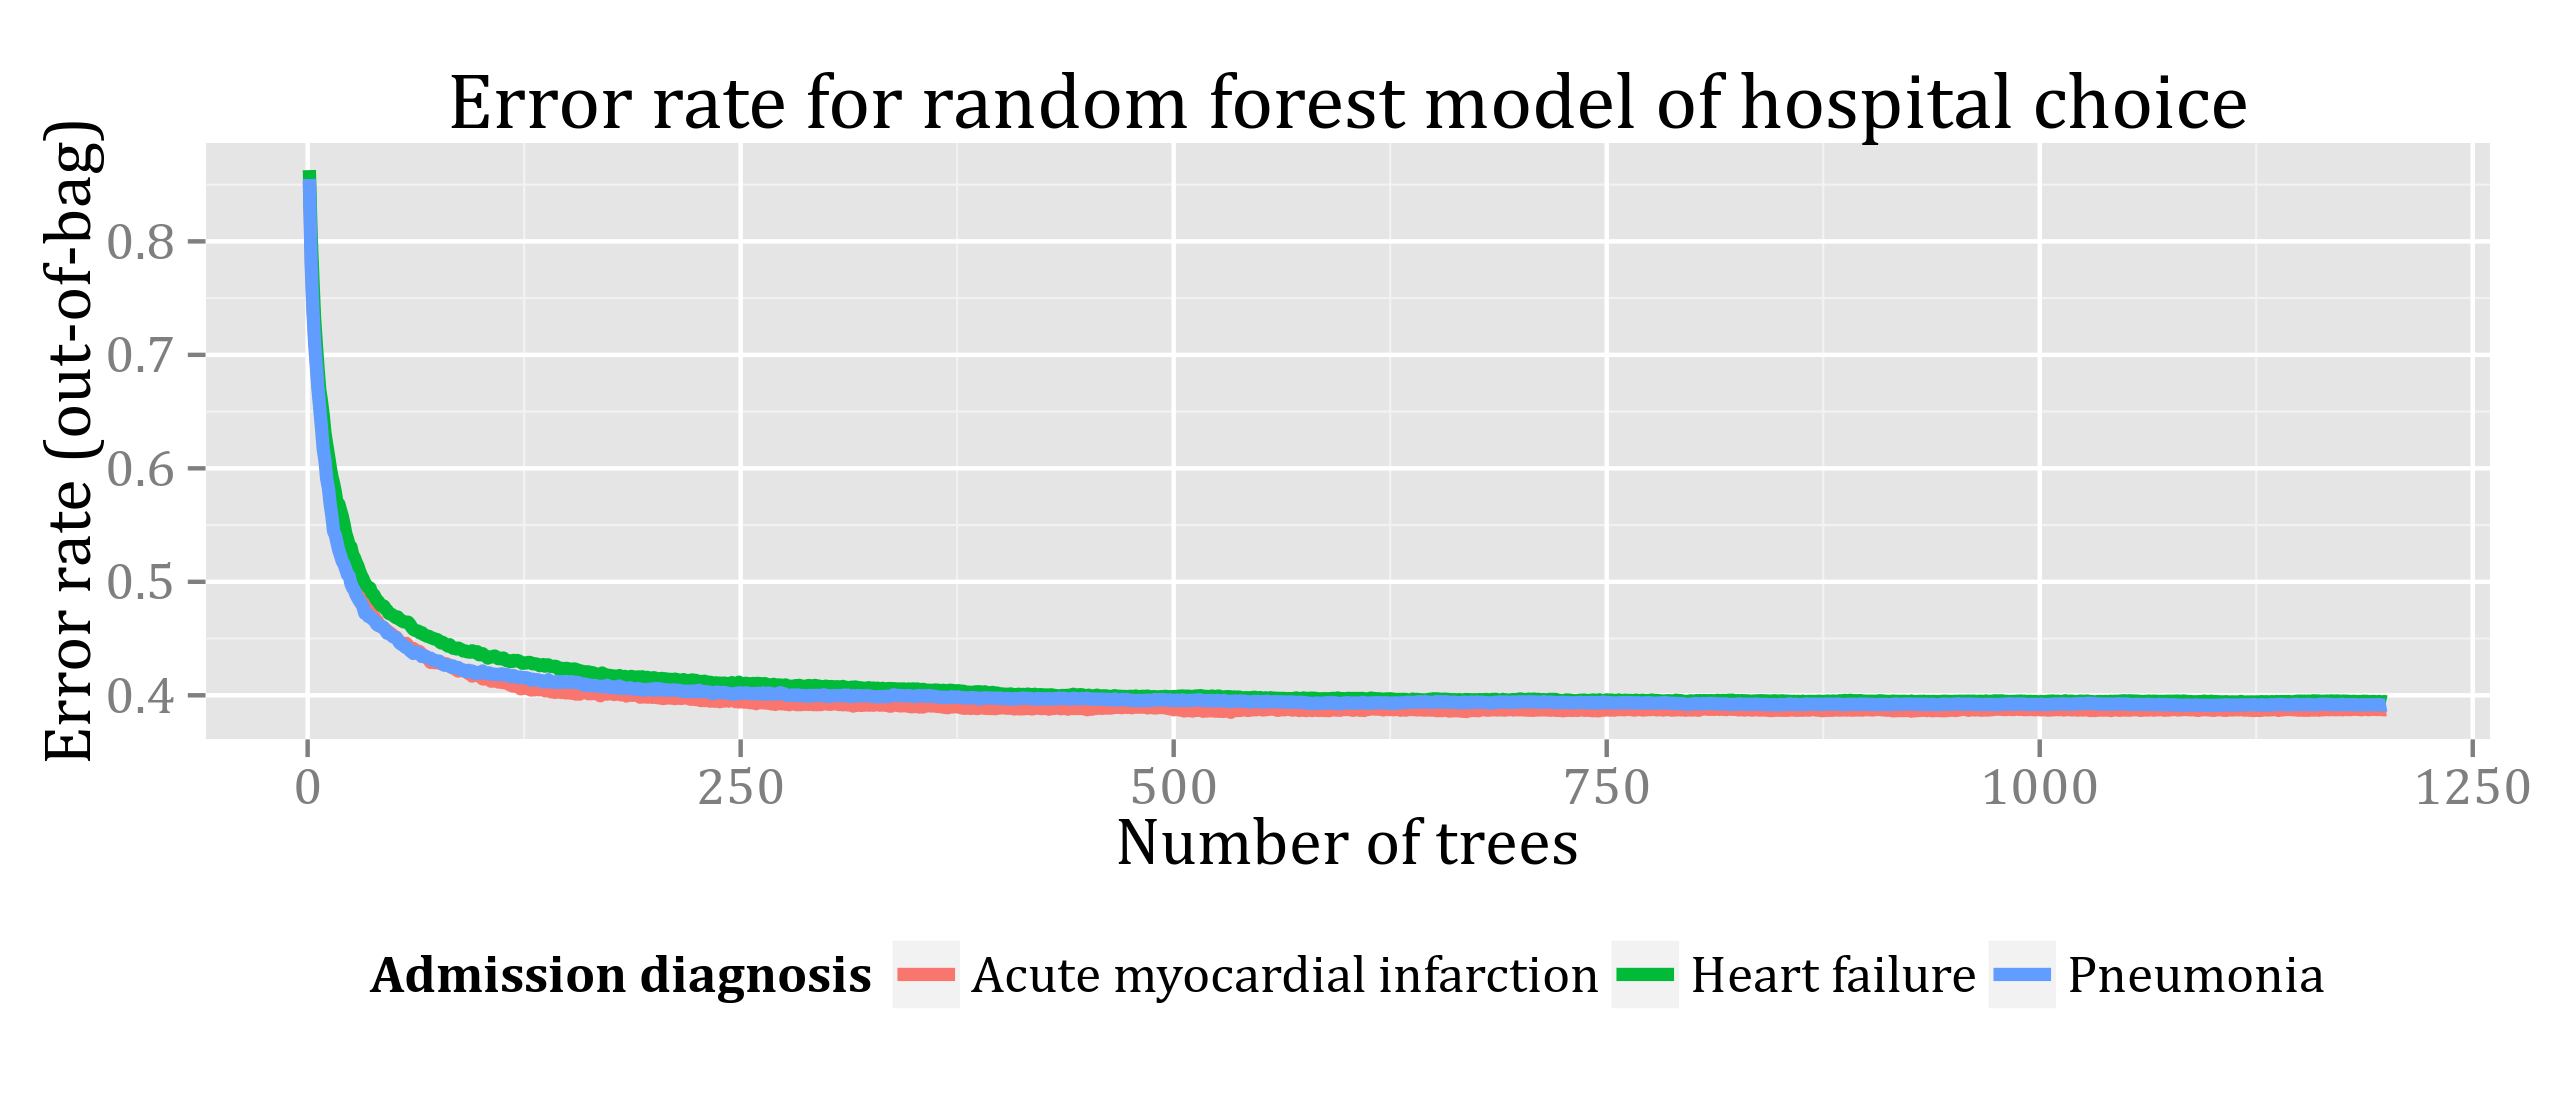 Error rate for random forest model of hospital choice
Error rate (out-of-bag)
0.8
0.7
0.6
0.5
0.4
0 250 500 750 1000 1250
Number of trees
Admission diagnosis Acute myocardial infarction Heart failure Pneumonia